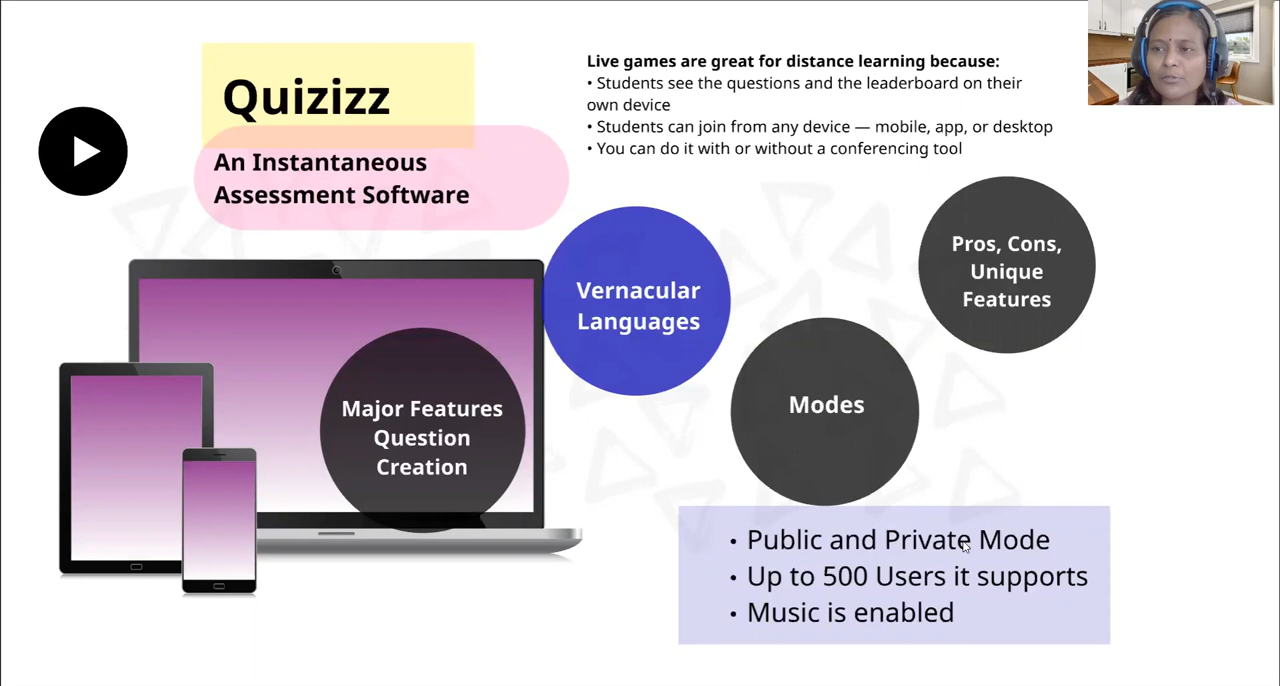 Quizizz
An Instantaneous
Assessment Software
Live games are great for distance learning because:
• Students see the questions and the leaderboard on their
own device
• Students can join from any device — mobile, app, or desktop
• You can do it with or without a conferencing tool
Vernacular
Languages
Pros, Cons,
Unique
Features
Major Features
Question
Creation
Modes
• Public and Private Mode
• Up to 500 Users it supports
• Music is enabled